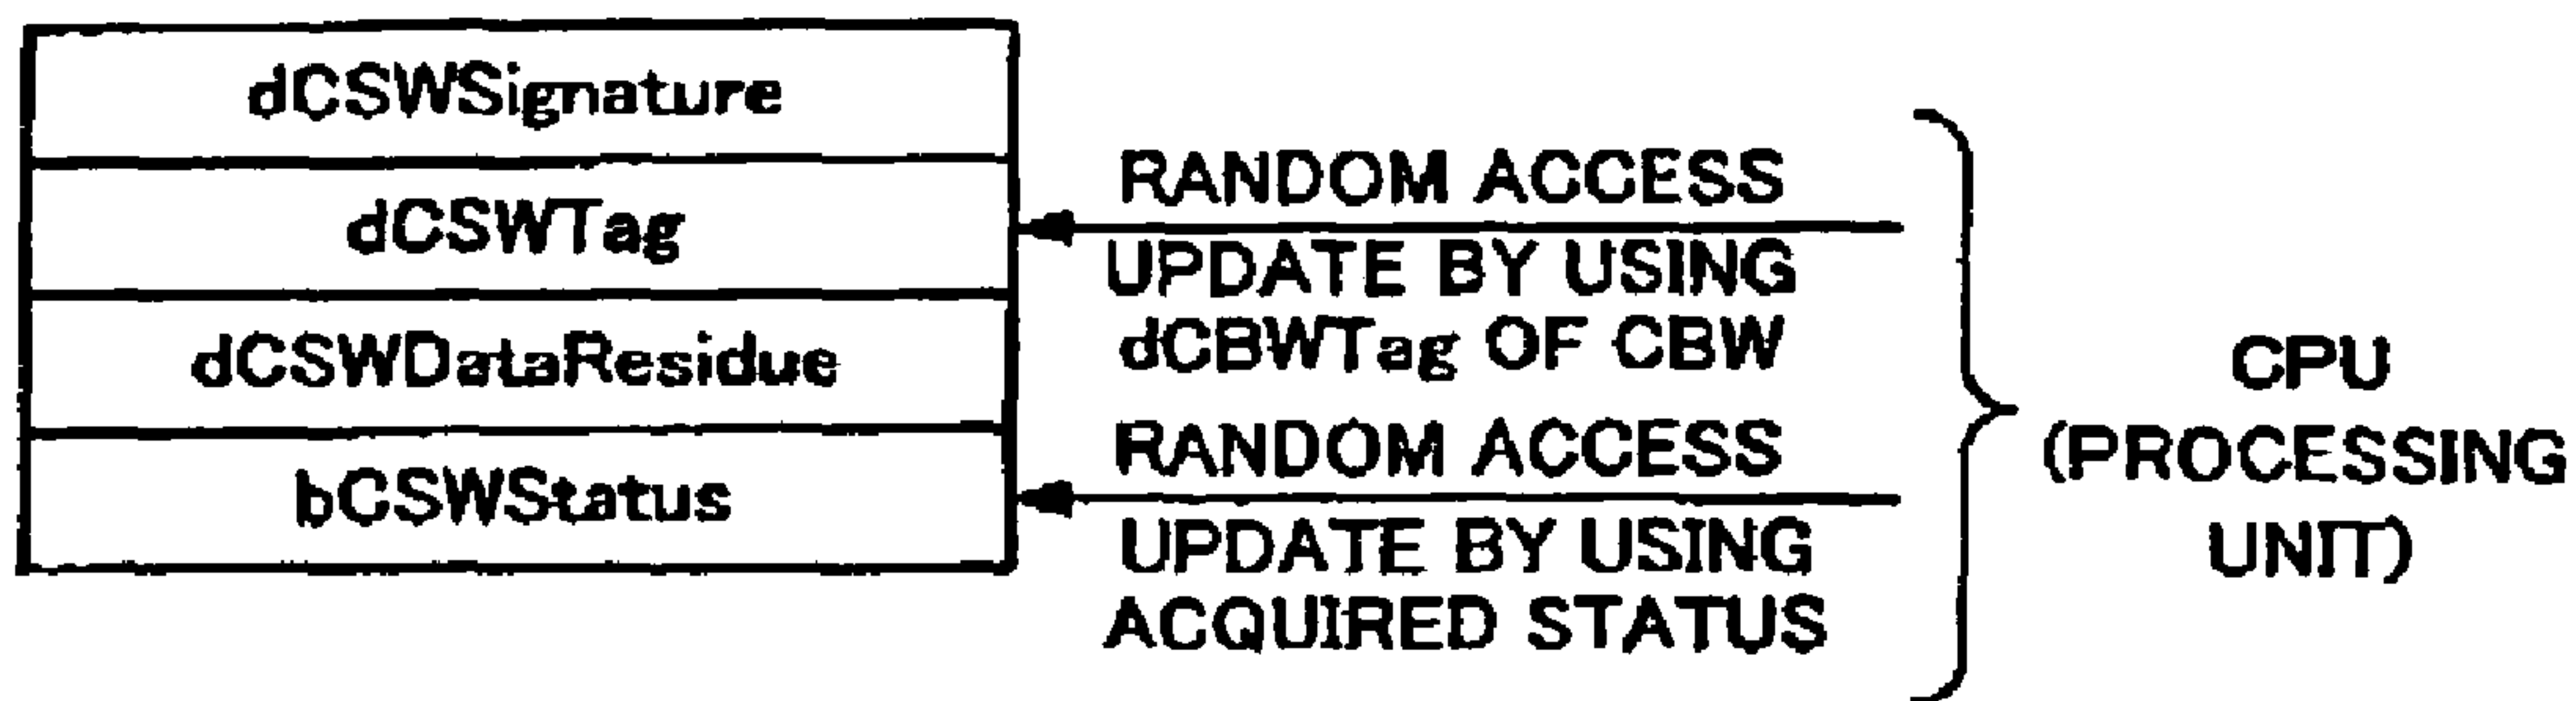 dCSWSignature
dCSWTag
dCSWDataResidue
bCSWStatus
RANDOM ACCESS
UPDATE BY USING
dCBWTag OF CBW
RANDOM ACCESS
UPDATE BY USING
ACQUIRED STATUS
CPU
(PROCESSING
UNIT)